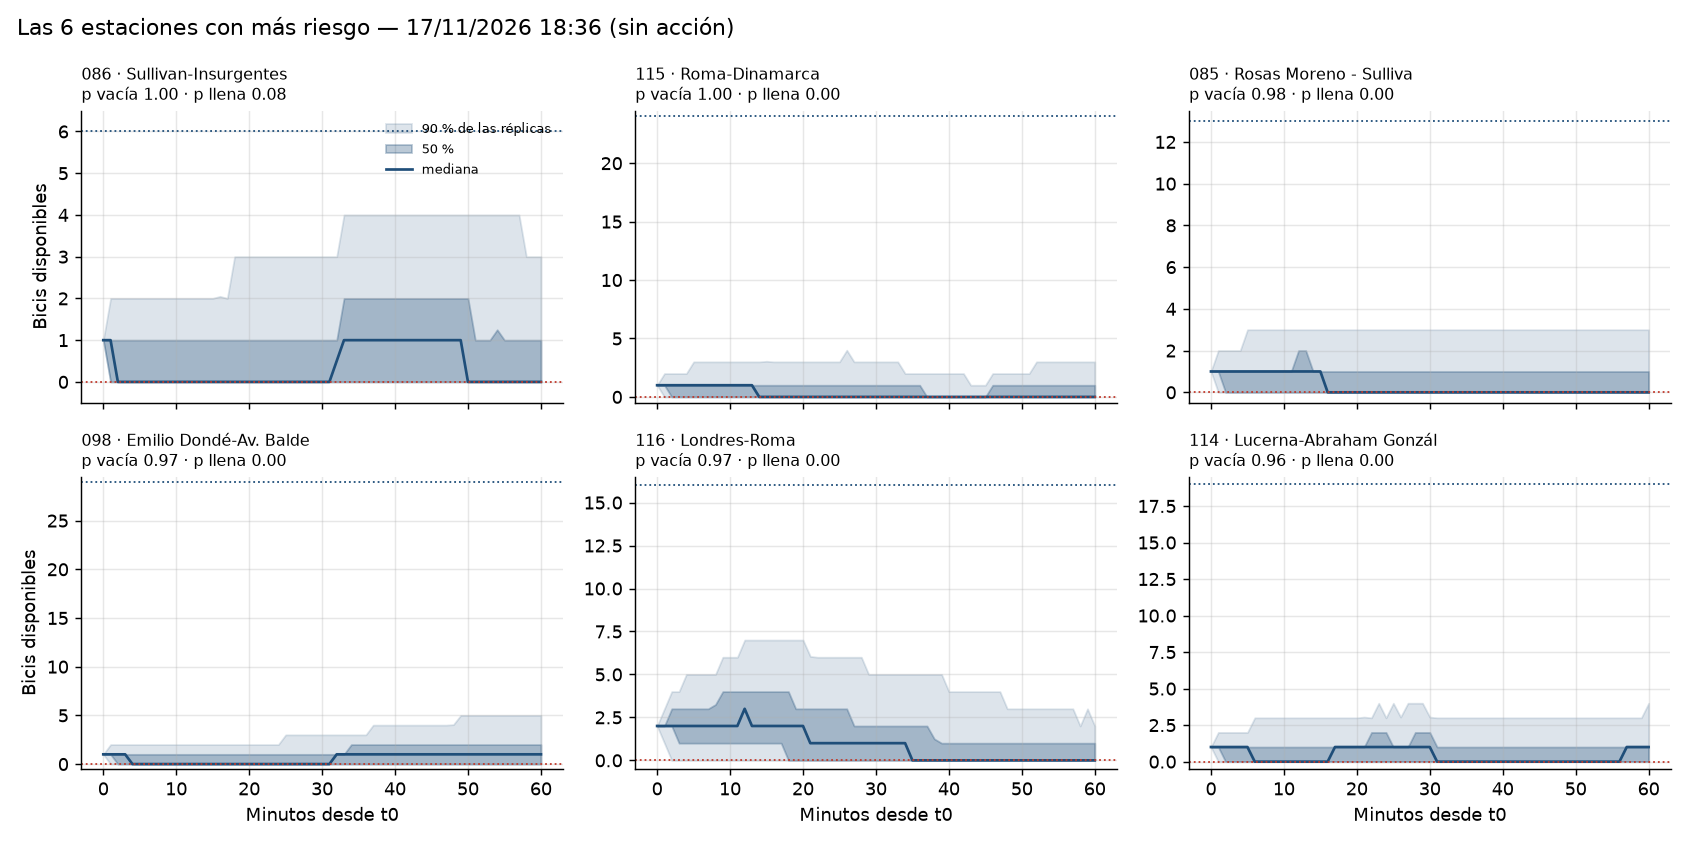 Las 6 estaciones con más riesgo — 17/11/2026 18:36 (sin acción)
086 · Sullivan-Insurgentes
p vacía 1.00 · p llena 0.08
115 · Roma-Dinamarca
p vacía 1.00 · p llena 0.00
085 · Rosas Moreno - Sulliva
p vacía 0.98 · p llena 0.00
90 % de las réplicas
50 %
mediana
Bicis disponibles
6
5
4
3
2
1
0
20
15
10
5
0
12
10
8
6
4
2
0
098 · Emilio Dondé-Av. Balde
p vacía 0.97 · p llena 0.00
116 · Londres-Roma
p vacía 0.97 · p llena 0.00
114 · Lucerna-Abraham Gonzál
p vacía 0.96 · p llena 0.00
Bicis disponibles
25
20
15
10
5
0
15.0
12.5
10.0
7.5
5.0
2.5
0.0
17.5
15.0
12.5
10.0
7.5
5.0
2.5
0.0
0 10 20 30 40 50 60
0 10 20 30 40 50 60
0 10 20 30 40 50 60
Minutos desde t0
Minutos desde t0
Minutos desde t0